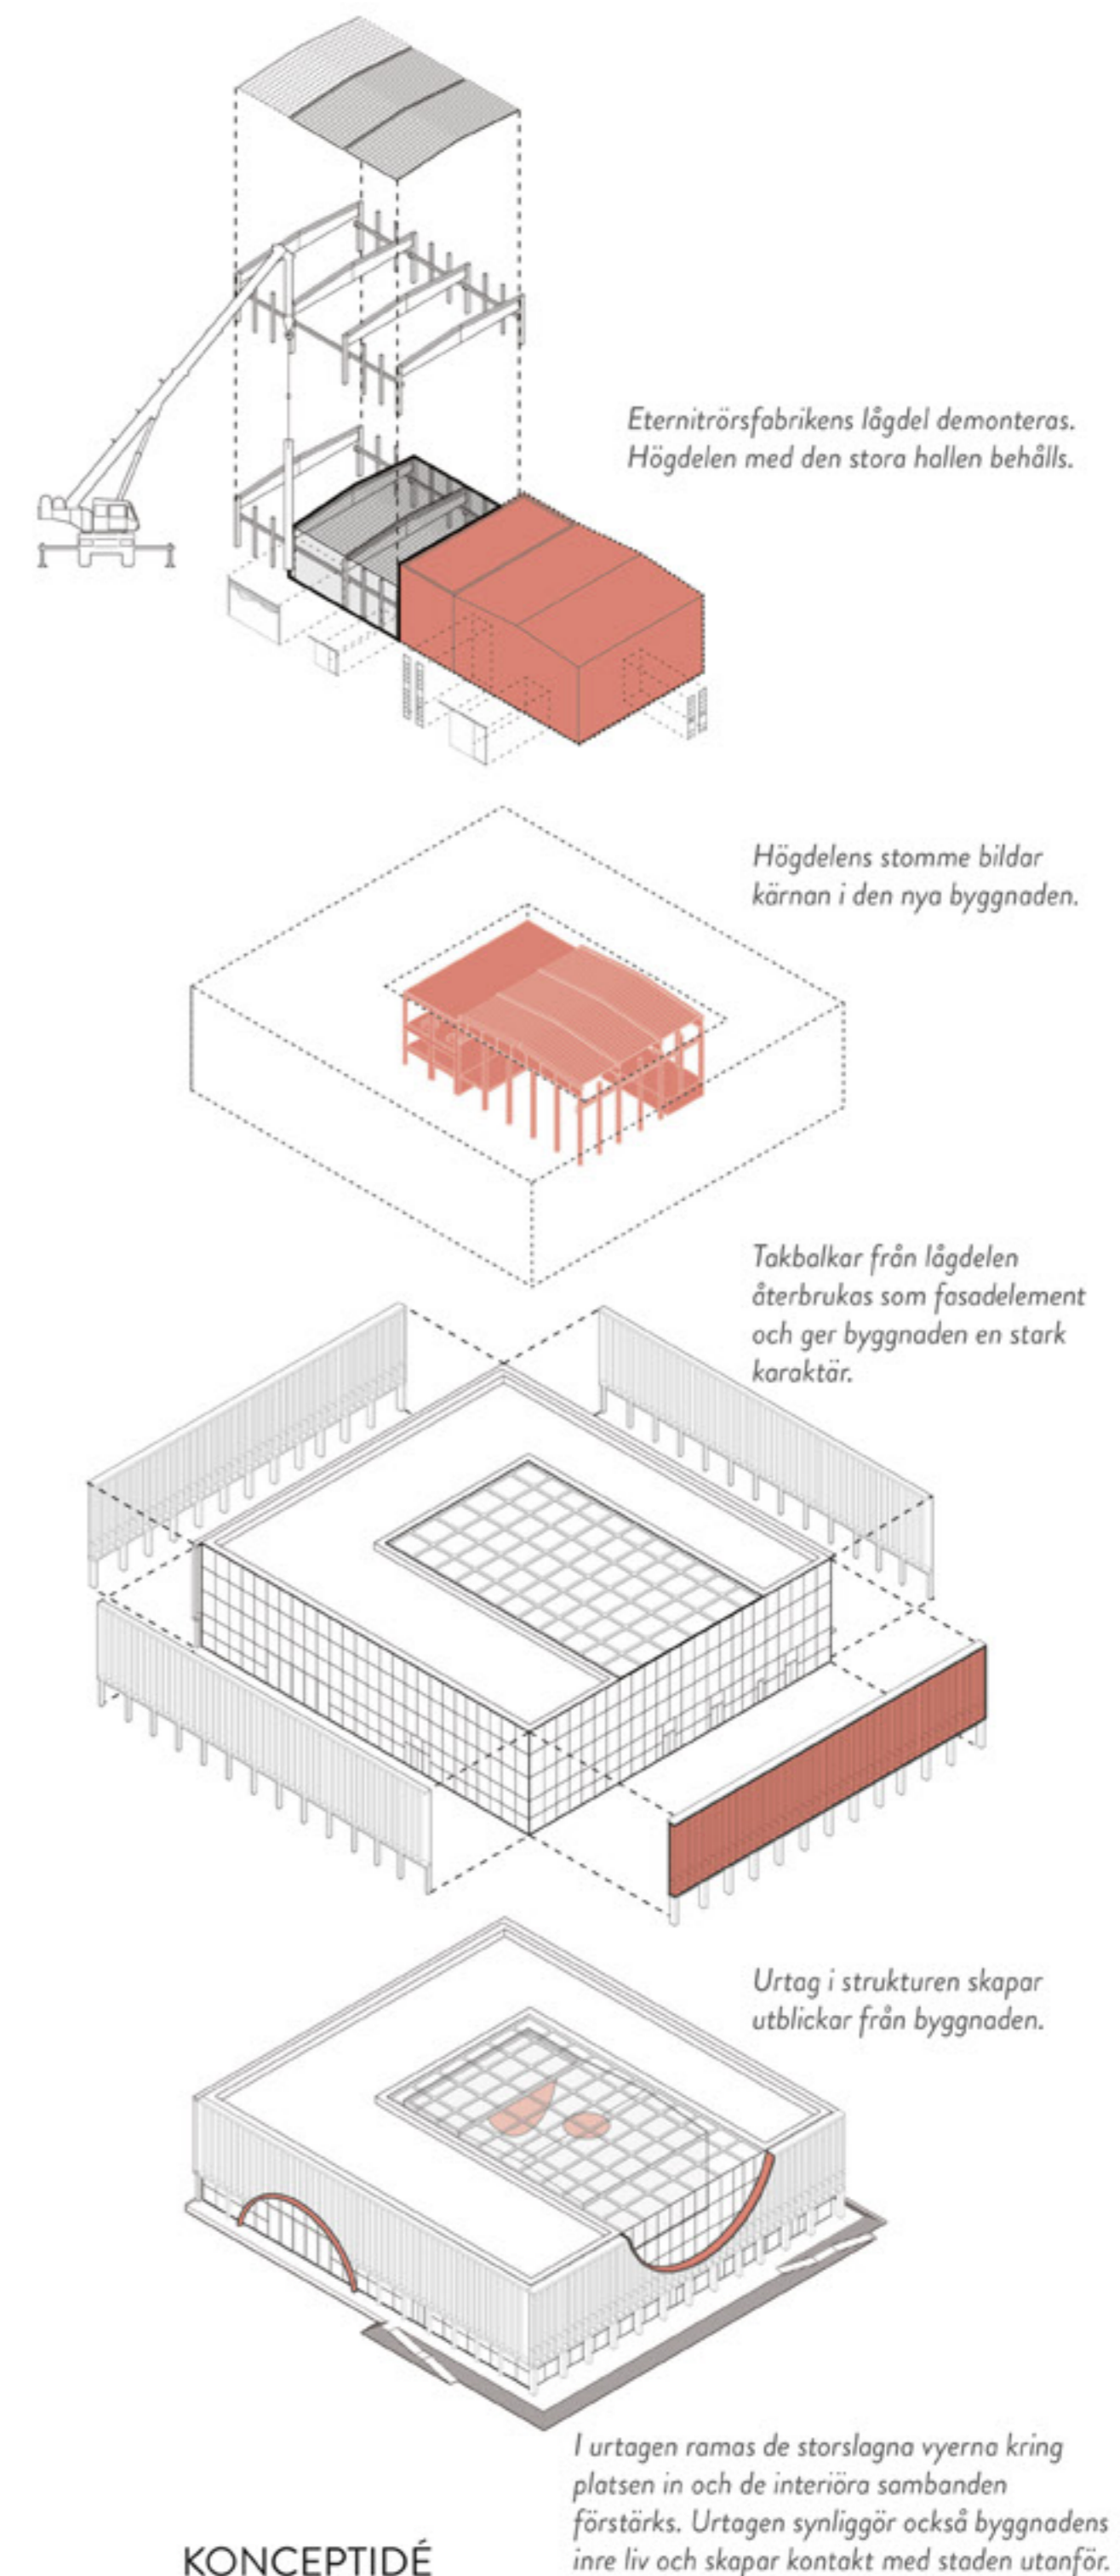 Eternitrörsfabrikens lågdel demonteras.
Högdelen med den stora hallen behålls.
Högdelens stomme bildar
kärnan i den nya byggnaden.
Takbalkar från lågdelen
återbrukas som fasadelement
och ger byggnaden en stark
karaktär.
Urtag i strukturen skapar
utblickar från byggnaden.
I urtagen ramas de storslagna vyerna kring
platsen in och de interiöra sambanden
förstärks. Urtagen synliggör också byggnadens
inre liv och skapar kontakt med staden utanför.
KONCEPTIDÉ